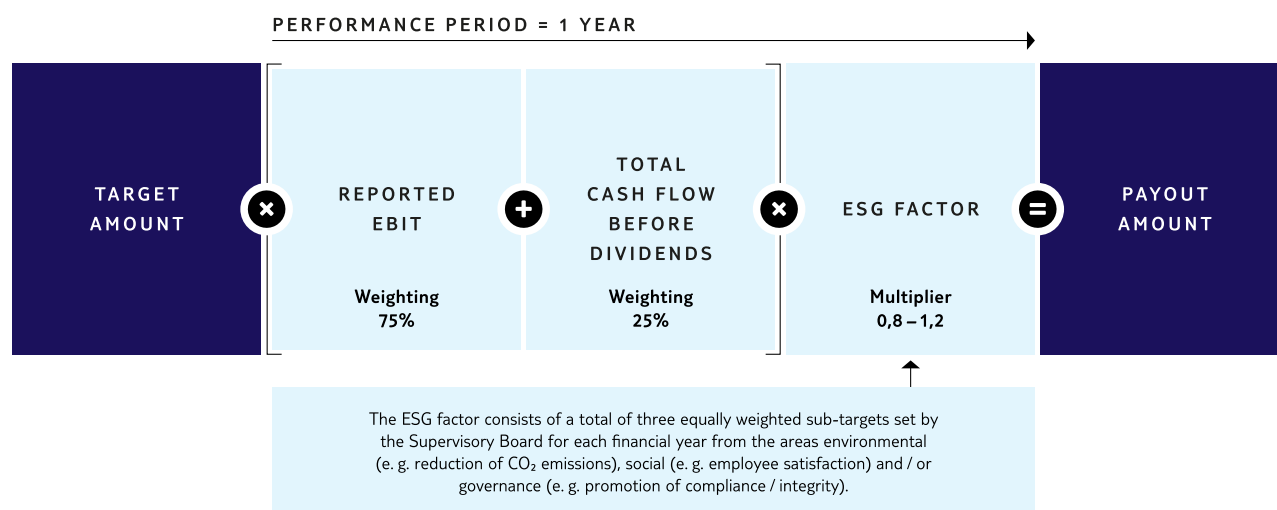 PERFORMANCE PERIOD = 1 YEAR
TARGET
AMOUNT
×
REPORTED
EBIT
Weighting
75%
+
TOTAL
CASH FLOW
BEFORE
DIVIDENDS
Weighting
25%
×
ESG FACTOR
Multiplier
0,8 – 1,2
=
PAYOUT
AMOUNT
The ESG factor consists of a total of three equally weighted sub-targets set by
the Supervisory Board for each financial year from the areas environmental
(e. g. reduction of CO₂ emissions), social (e. g. employee satisfaction) and / or
governance (e. g. promotion of compliance / integrity).